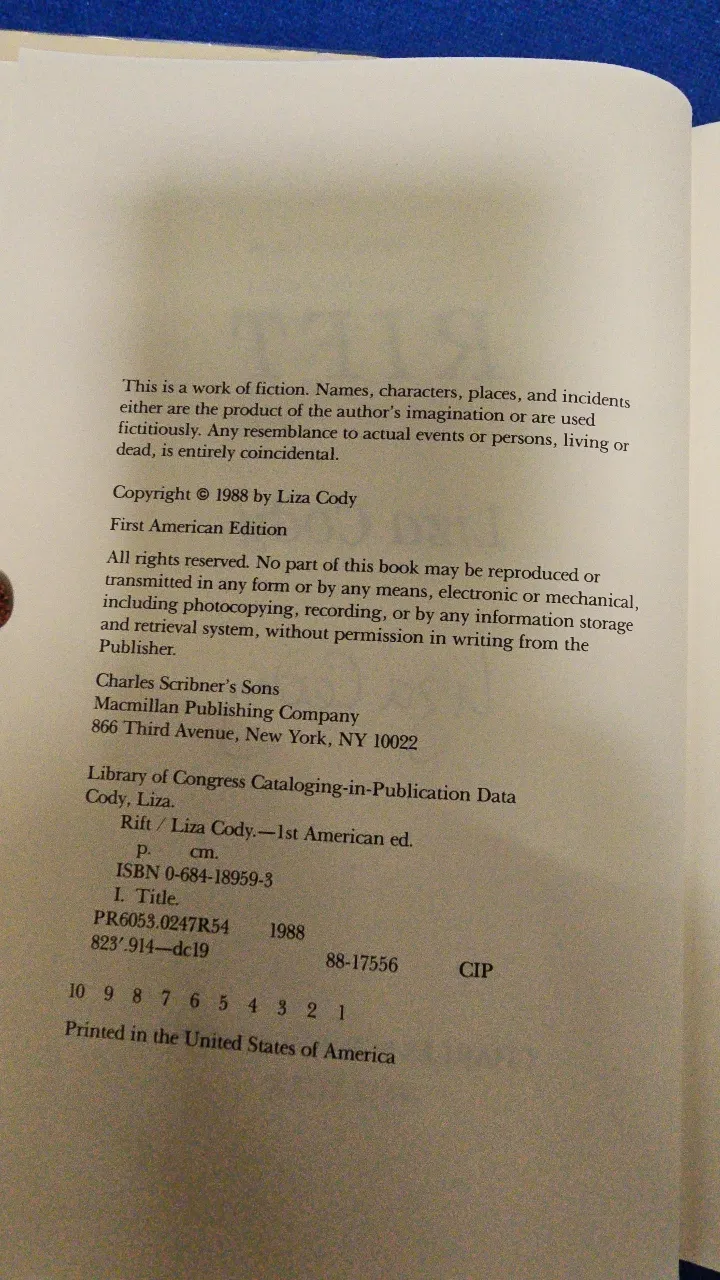 This is a work of fiction. Names, characters, places, and incidents
either are the product of the author's imagination or are used
fictitiously. Any resemblance to actual events or persons, living or
dead, is entirely coincidental.
Copyright © 1988 by Liza Cody
First American Edition
All rights reserved. No part of this book may be reproduced or
transmitted in any form or by any means, electronic or mechanical,
including photocopying, recording, or by any information storage
and retrieval system, without permission in writing from the
Publisher.
Charles Scribner's Sons
Macmillan Publishing Company
866 Third Avenue, New York, NY 10022
Library of Congress Cataloging-in-Publication Data
Cody, Liza.
Rift / Liza Cody.—1st American ed.
p. cm.
ISBN 0-684-18959-3
I. Title.
PR6053.0247R54 1988
823′.914—dc19
88-17556 CIP
10 9 8 7 6 5 4 3 2 1
Printed in the United States of America